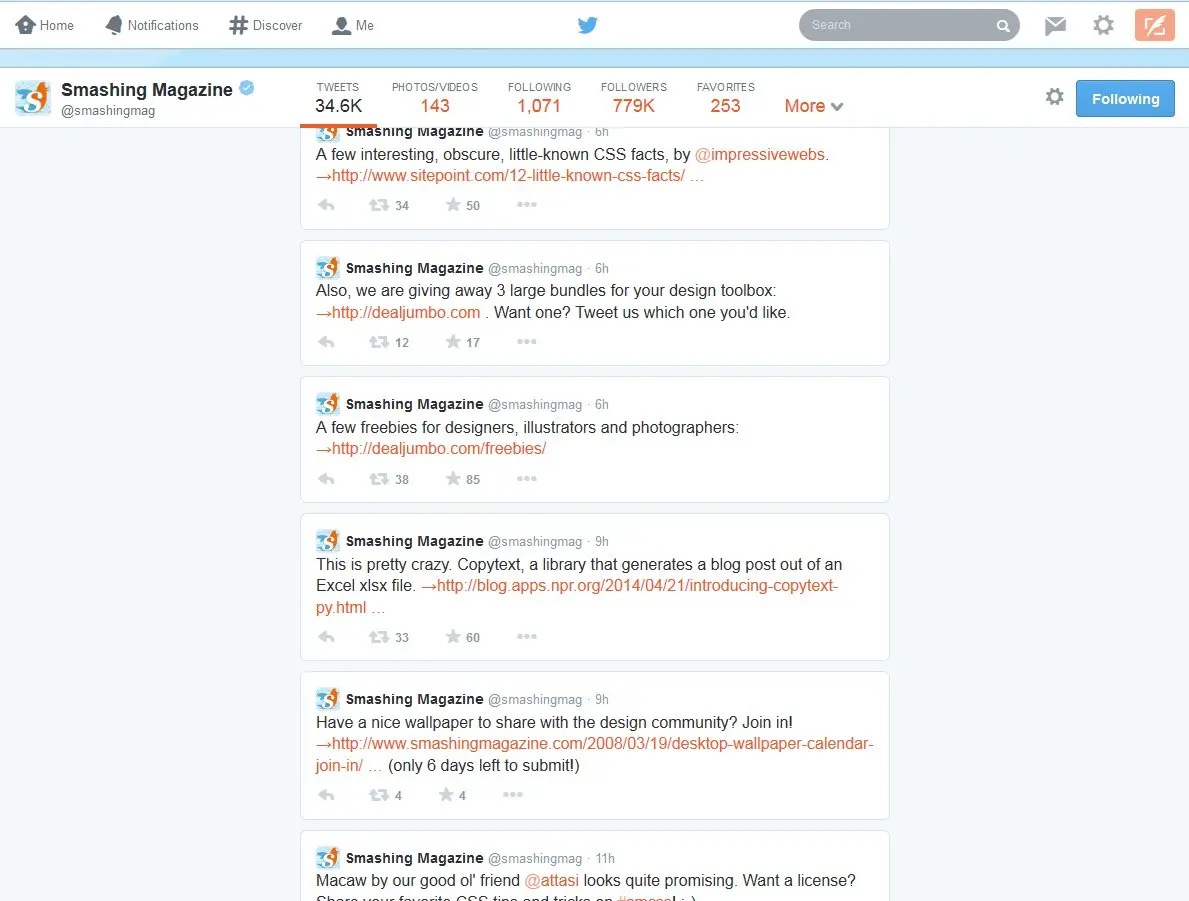 Home Notifications Discover Me Search
Smashing Magazine
@smashingmag
TWEETS PHOTOS/VIDEOS FOLLOWING FOLLOWERS FAVORITES
34.6K 143 1,071 779K 253 More
Following
Smashing Magazine @smashingmag · 6h
A few interesting, obscure, little-known CSS facts, by @impressivewebs.
→http://www.sitepoint.com/12-little-known-css-facts/ …
34 50
Smashing Magazine @smashingmag · 6h
Also, we are giving away 3 large bundles for your design toolbox:
→http://dealjumbo.com . Want one? Tweet us which one you'd like.
12 17
Smashing Magazine @smashingmag · 6h
A few freebies for designers, illustrators and photographers:
→http://dealjumbo.com/freebies/
38 85
Smashing Magazine @smashingmag · 9h
This is pretty crazy. Copytext, a library that generates a blog post out of an
Excel xlsx file. →http://blog.apps.npr.org/2014/04/21/introducing-copytext-
py.html …
33 60
Smashing Magazine @smashingmag · 9h
Have a nice wallpaper to share with the design community? Join in!
→http://www.smashingmagazine.com/2008/03/19/desktop-wallpaper-calendar-
join-in/ … (only 6 days left to submit!)
4 4
Smashing Magazine @smashingmag · 11h
Macaw by our good ol' friend @attasi looks quite promising. Want a license?
Share your favorite CSS tips and tricks on